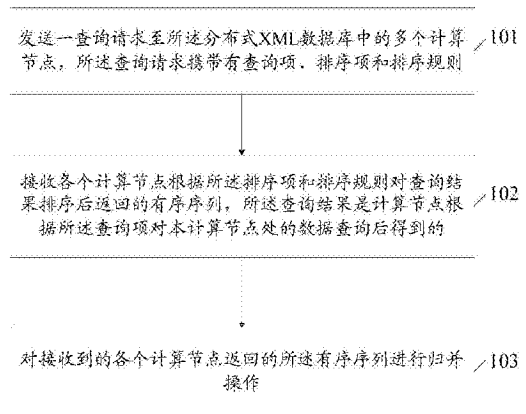 发送一查询请求至所述分布式XML数据库中的多个计算
节点，所述查询请求携带有查询项、排序项和排序规则
101
接收各个计算节点根据所述排序项和排序规则对查询结
果排序后返回的有序序列，所述查询结果是计算节点根
据所述查询项对本计算节点处的数据查询后得到的
102
对接收到的各个计算节点返回的所述有序序列进行归并
操作
103